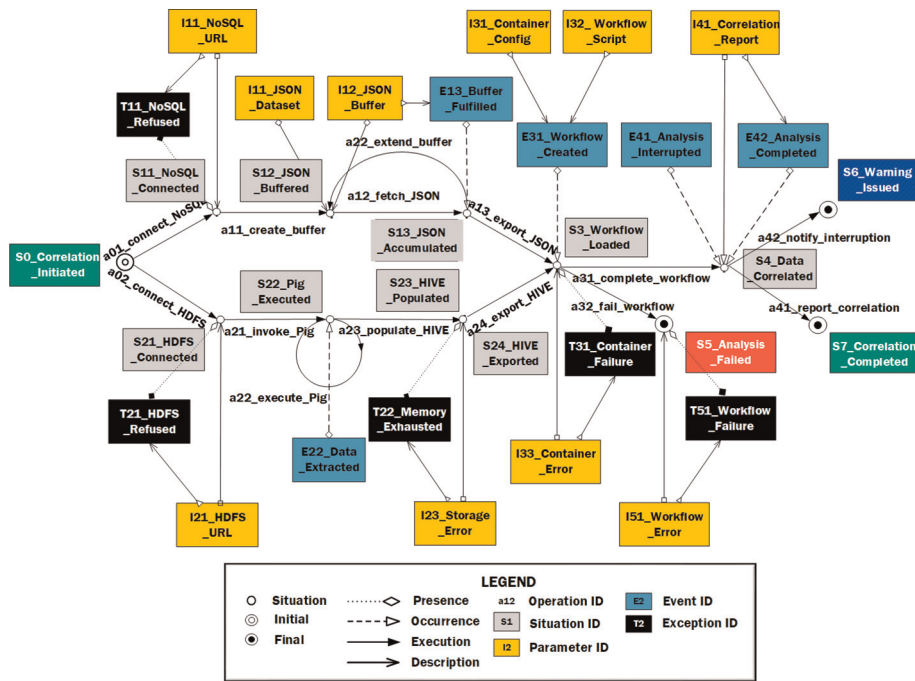 I11_NoSQL
_URL
I31_Container
_Config
I32_ Workflow
_Script
I41_Correlation
_Report
T11_NoSQL
_Refused
I11_JSON
_Dataset
I12_JSON
_Buffer
E13_Buffer
_Fulfilled
a22_extend_buffer
E31_Workflow
_Created
E41_Analysis
_Interrupted
E42_Analysis
_Completed
S11_NoSQL
_Connected
S12_JSON
_Buffered
S6_Warning
_Issued
a01_connect_NoSQL
a12_fetch_JSON
a11_create_buffer
a13_export_JSON
S13_JSON
_Accumulated
S3_Workflow
_Loaded
a42_notify_interruption
S0_Correlation
_Initiated
a02_connect_HDFS
S22_Pig
_Executed
S23_HIVE
_Populated
a31_complete_workflow
S4_Data
_Correlated
a24_export_HIVE
a32_fail_workflow
a41_report_correlation
a21_invoke_Pig
a23_populate_HIVE
S21_HDFS
_Connected
S24_HIVE
_Exported
T31_Container
_Failure
S5_Analysis
_Failed
S7_Correlation
_Completed
a22_execute_Pig
T21_HDFS
_Refused
T22_Memory
_Exhausted
T51_Workflow
_Failure
E22_Data
_Extracted
I33_Container
_Error
I21_HDFS
_URL
I23_Storage
_Error
I51_Workflow
_Error
LEGEND
Situation
Presence
a12 Operation ID
E2 Event ID
Initial
Occurrence
S1 Situation ID
T2 Exception ID
Final
Execution
I2 Parameter ID
Description